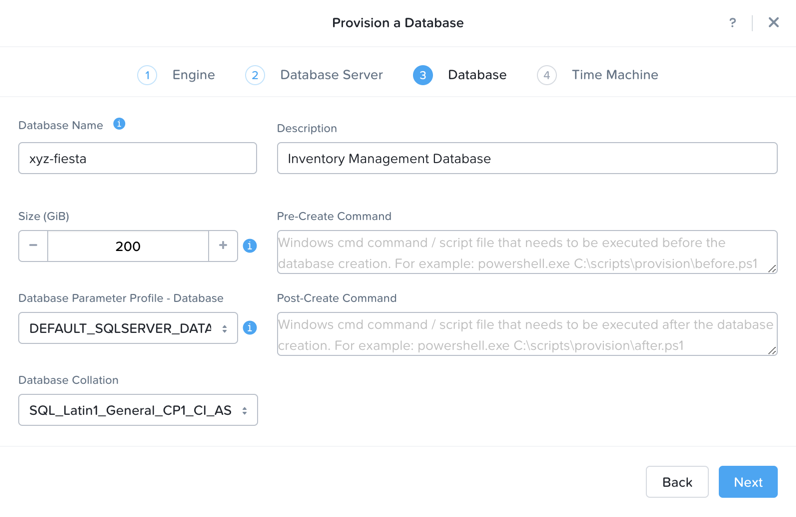 Provision a Database
?
1 Engine 2 Database Server 3 Database 4 Time Machine
Database Name
Description
xyz-fiesta
Inventory Management Database
Size (GiB)
Pre-Create Command
− 200 +
Windows cmd command / script file that needs to be executed before the
database creation. For example: powershell.exe C:\scripts\provision\before.ps1
Database Parameter Profile - Database
Post-Create Command
DEFAULT_SQLSERVER_DATA
Windows cmd command / script file that needs to be executed after the database
creation. For example: powershell.exe C:\scripts\provision\after.ps1
Database Collation
SQL_Latin1_General_CP1_CI_AS
Back
Next